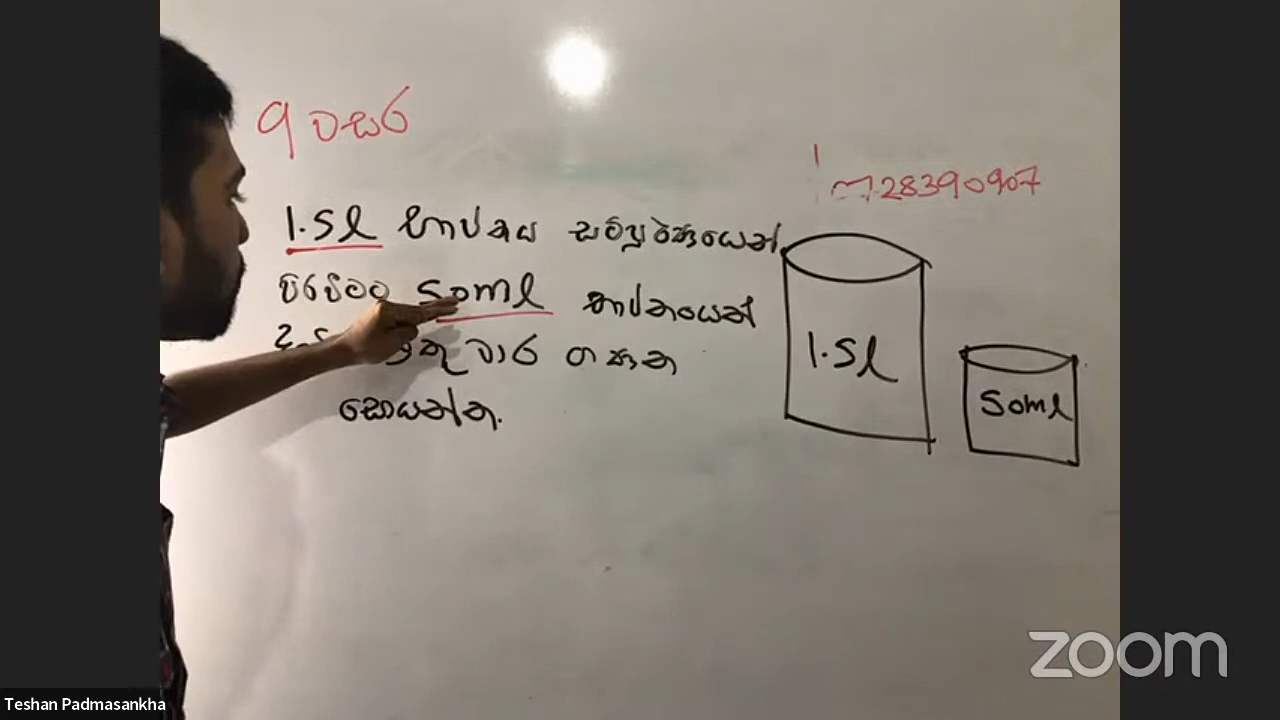 9 වසර
0728390907
1.5l භාජනය සම්පූර්ණයෙන්
පිරවීමට 50ml භාජනයෙන්
වාර ගණන
සොයන්න.
1.5l
50ml
zoom
Teshan Padmasankha